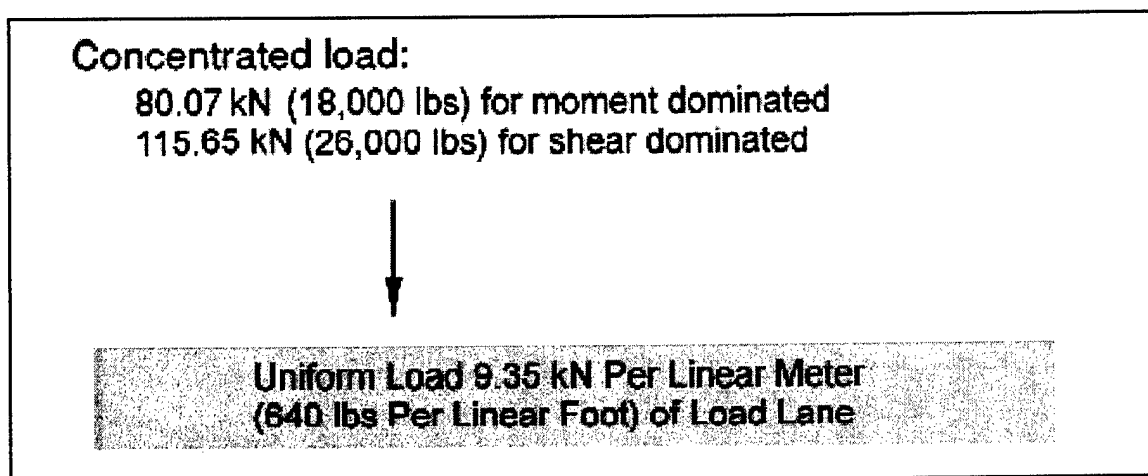 Concentrated load:
80.07 kN (18,000 lbs) for moment dominated
115.65 kN (26,000 lbs) for shear dominated
Uniform Load 9.35 kN Per Linear Meter
(640 lbs Per Linear Foot) of Load Lane